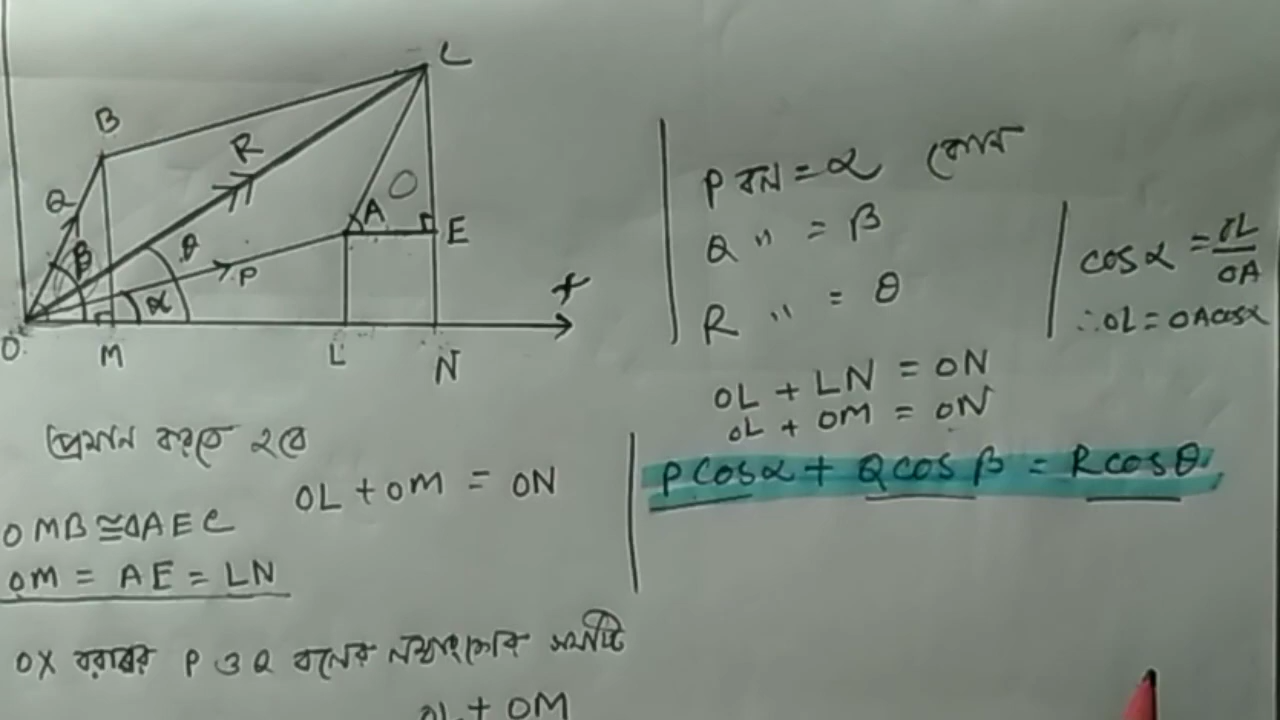 C
B
R
Q
A
E
β
θ
P
α
x
O
M
L
N
প্রমান করতে হবে
OL + OM = ON
OMB ≅ ΔAEC
OM = AE = LN
OX বরাবর P ও Q বলের লম্বাংশের সমষ্টি
OL + OM
P বল = α কোণ
Q " = β
R " = θ
cos α = OL/OA
∴ OL = OA cos α
OL + LN = ON
OL + OM = ON
P cos α + Q cos β = R cos θ